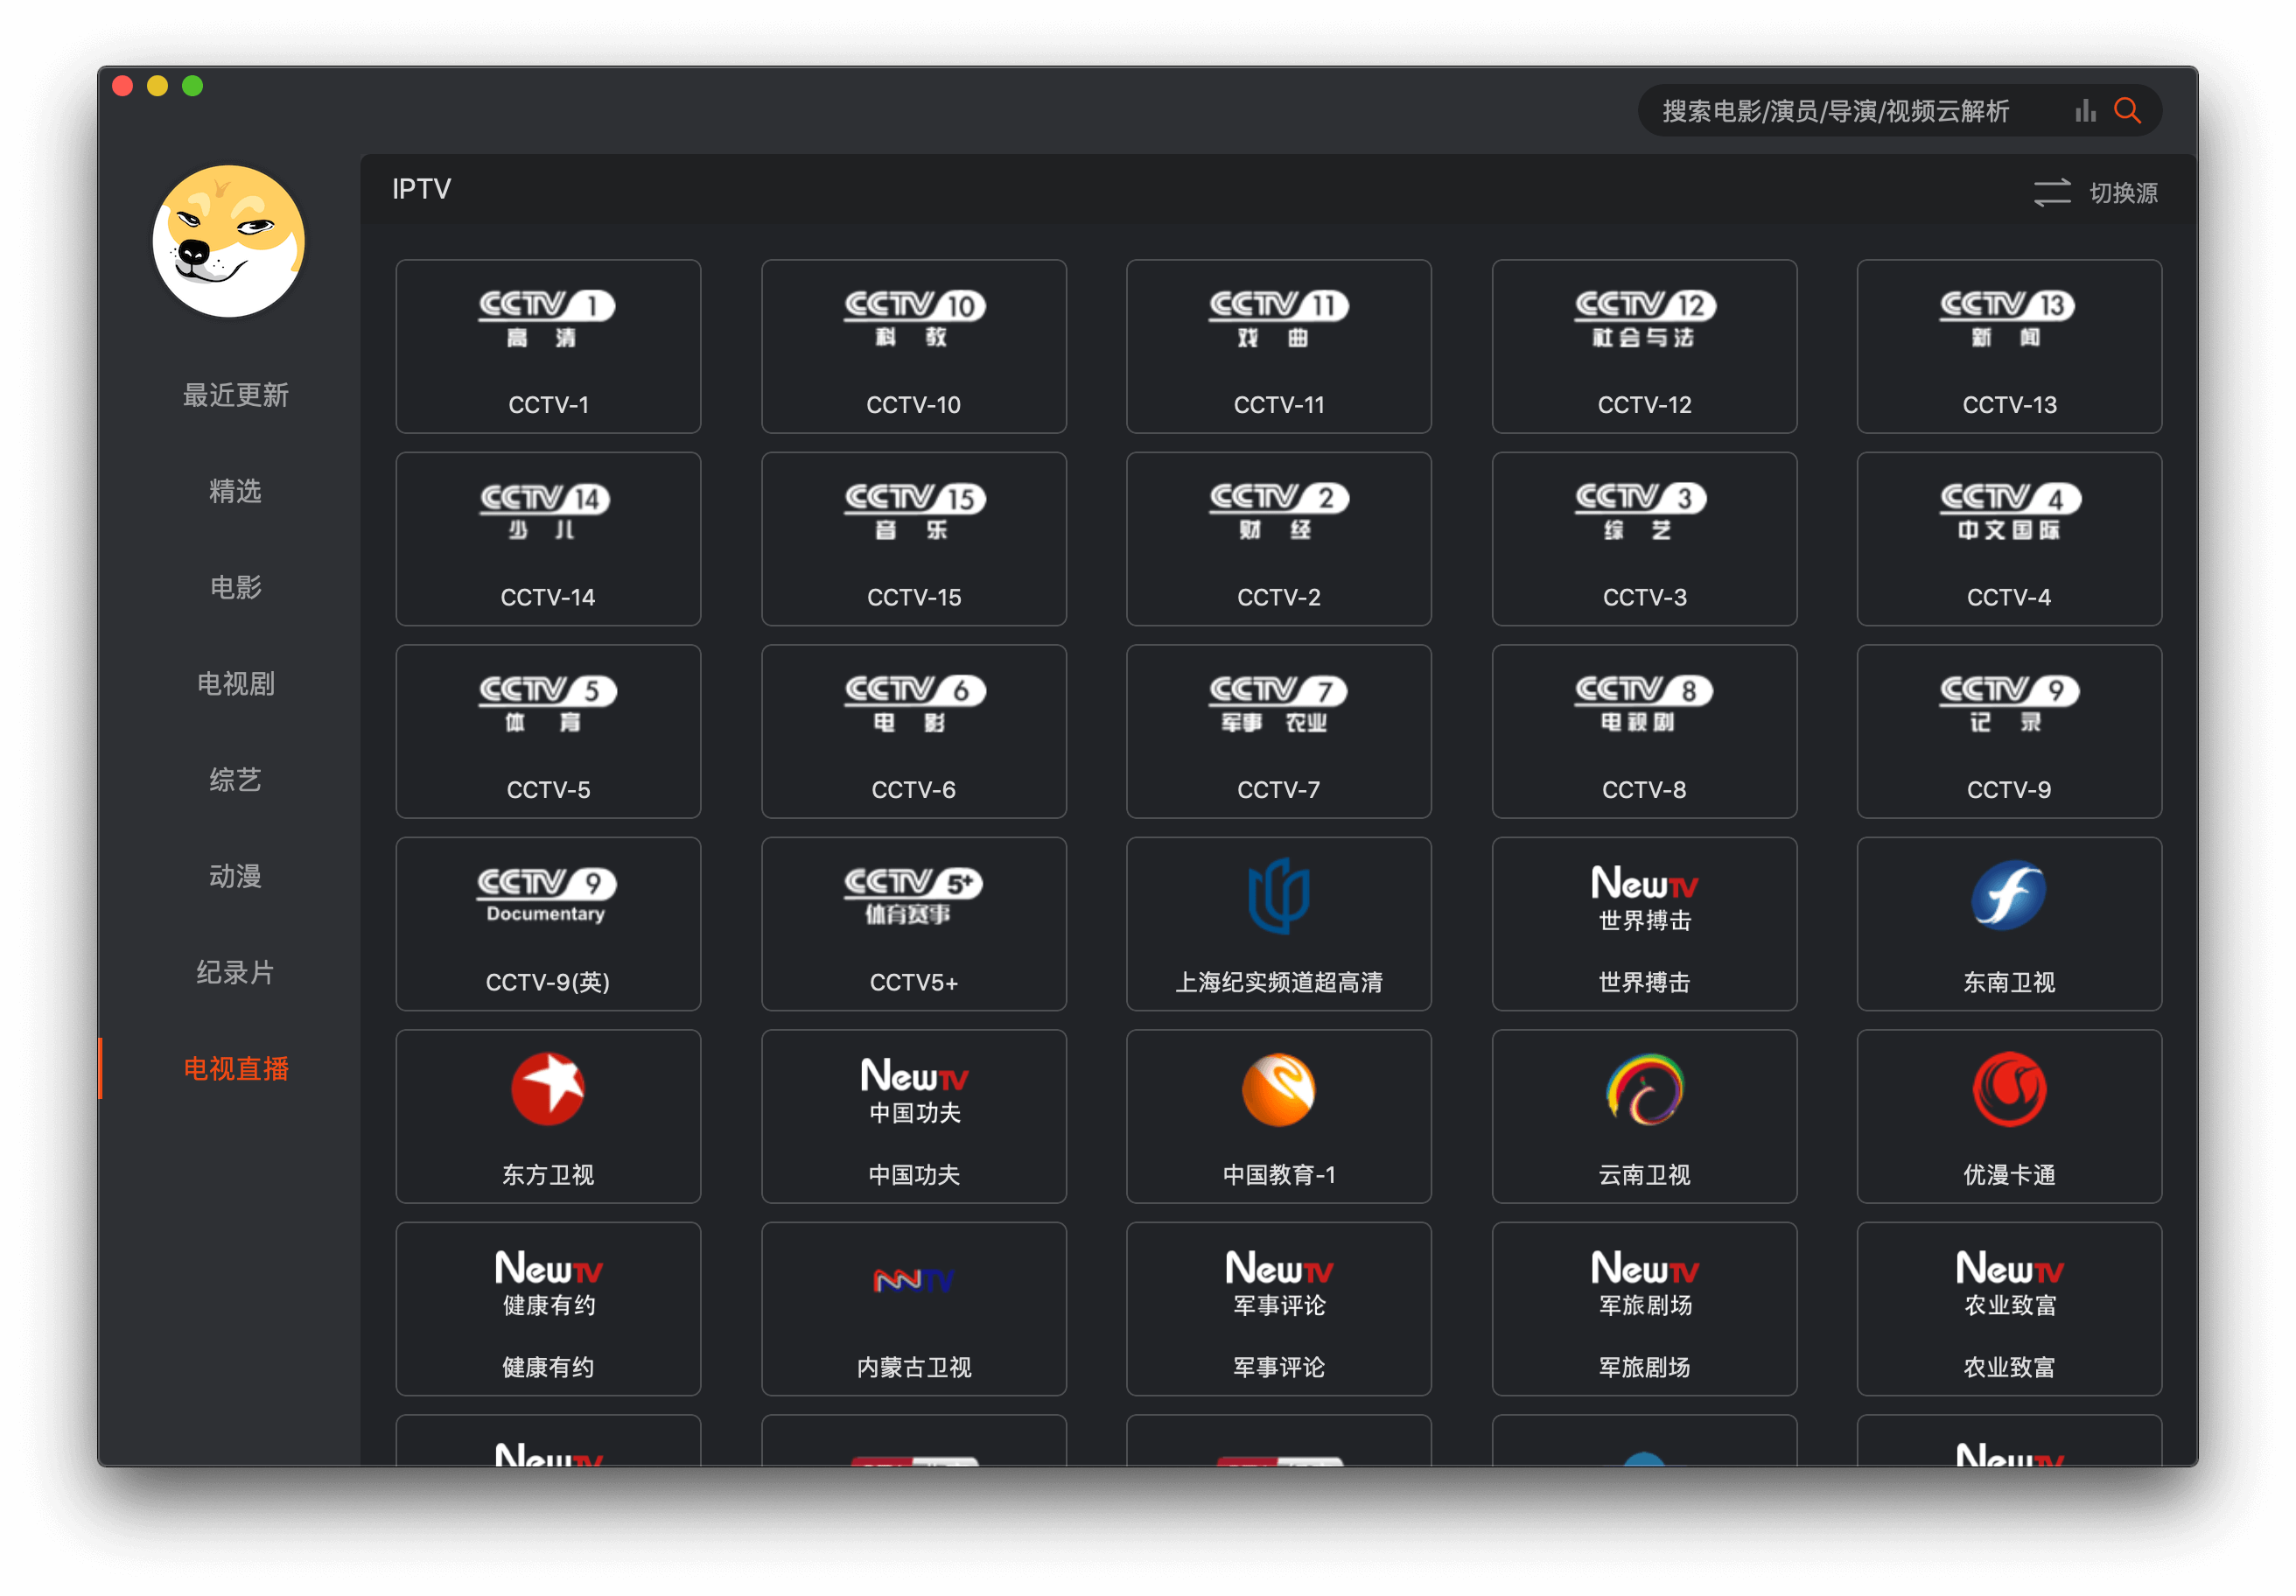 搜索电影/演员/导演/视频云解析
IPTV
切换源
最近更新
精选
电影
电视剧
综艺
动漫
纪录片
电视直播
CCTV 1
高清
CCTV-1
CCTV 10
科教
CCTV-10
CCTV 11
戏曲
CCTV-11
CCTV 12
社会与法
CCTV-12
CCTV 13
新闻
CCTV-13
CCTV 14
少儿
CCTV-14
CCTV 15
音乐
CCTV-15
CCTV 2
财经
CCTV-2
CCTV 3
综艺
CCTV-3
CCTV 4
中文国际
CCTV-4
CCTV 5
体育
CCTV-5
CCTV 6
电影
CCTV-6
CCTV 7
军事 农业
CCTV-7
CCTV 8
电视剧
CCTV-8
CCTV 9
记录
CCTV-9
CCTV 9
Documentary
CCTV-9(英)
CCTV 5+
体育赛事
CCTV5+
上海纪实频道超高清
NewTV
世界搏击
世界搏击
东南卫视
东方卫视
NewTV
中国功夫
中国功夫
中国教育-1
云南卫视
优漫卡通
NewTV
健康有约
健康有约
NNTV
内蒙古卫视
NewTV
军事评论
军事评论
NewTV
军旅剧场
军旅剧场
NewTV
农业致富
农业致富
NewTV
NewTV